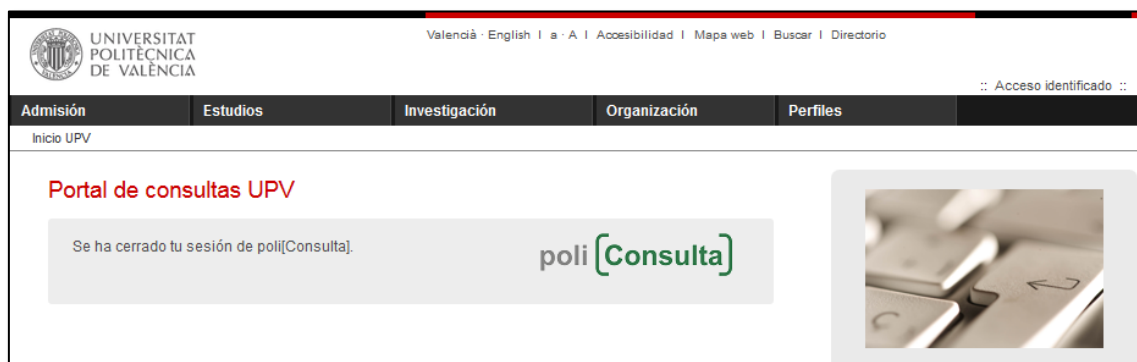 UNIVERSITAT
POLITÈCNICA
DE VALÈNCIA
Valencià · English I a · A I Accesibilidad I Mapa web I Buscar I Directorio
:: Acceso identificado ::
Admisión Estudios Investigación Organización Perfiles
Inicio UPV
Portal de consultas UPV
Se ha cerrado tu sesión de poli[Consulta].
poli [Consulta]